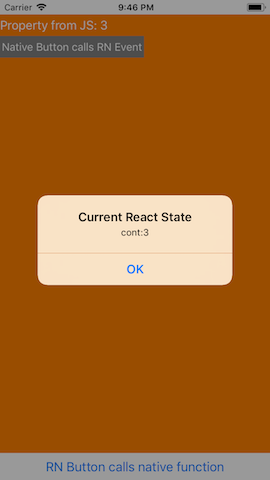 Carrier 9:46 PM
Property from JS: 3
Native Button calls RN Event
Current React State
cont:3
OK
RN Button calls native function